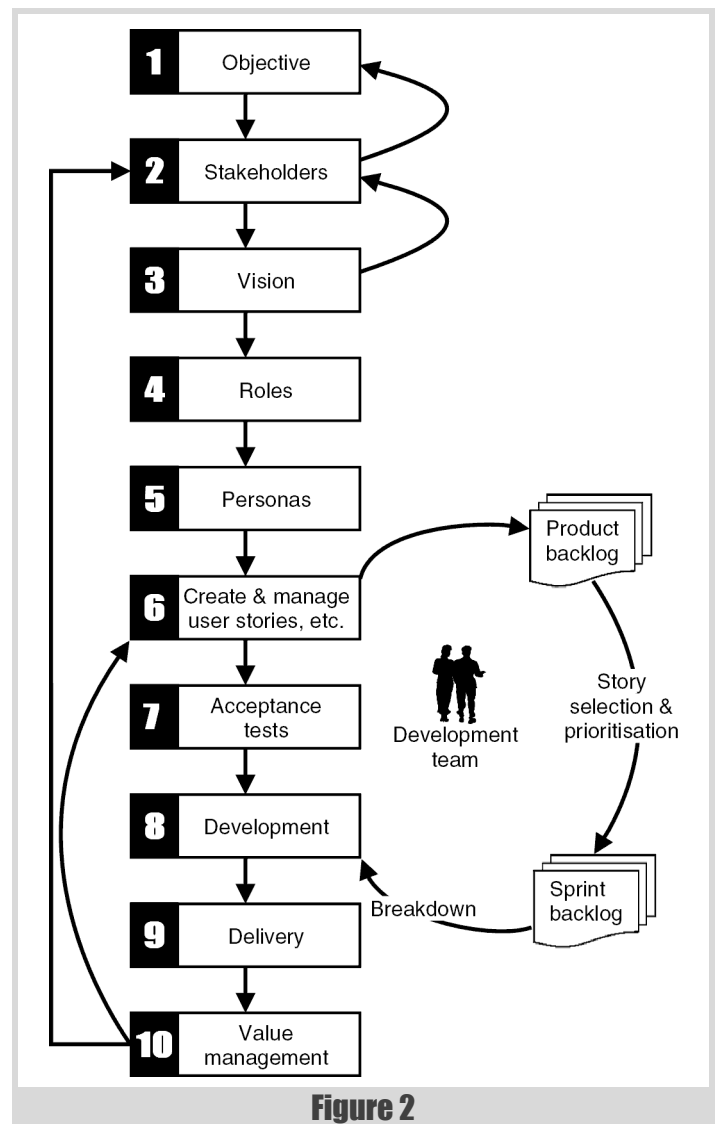 1
Objective
2
Stakeholders
3
Vision
4
Roles
5
Personas
6
Create & manage
user stories, etc.
Product
backlog
Story
selection &
prioritisation
Development
team
7
Acceptance
tests
8
Development
Breakdown
Sprint
backlog
9
Delivery
10
Value
management
Figure 2